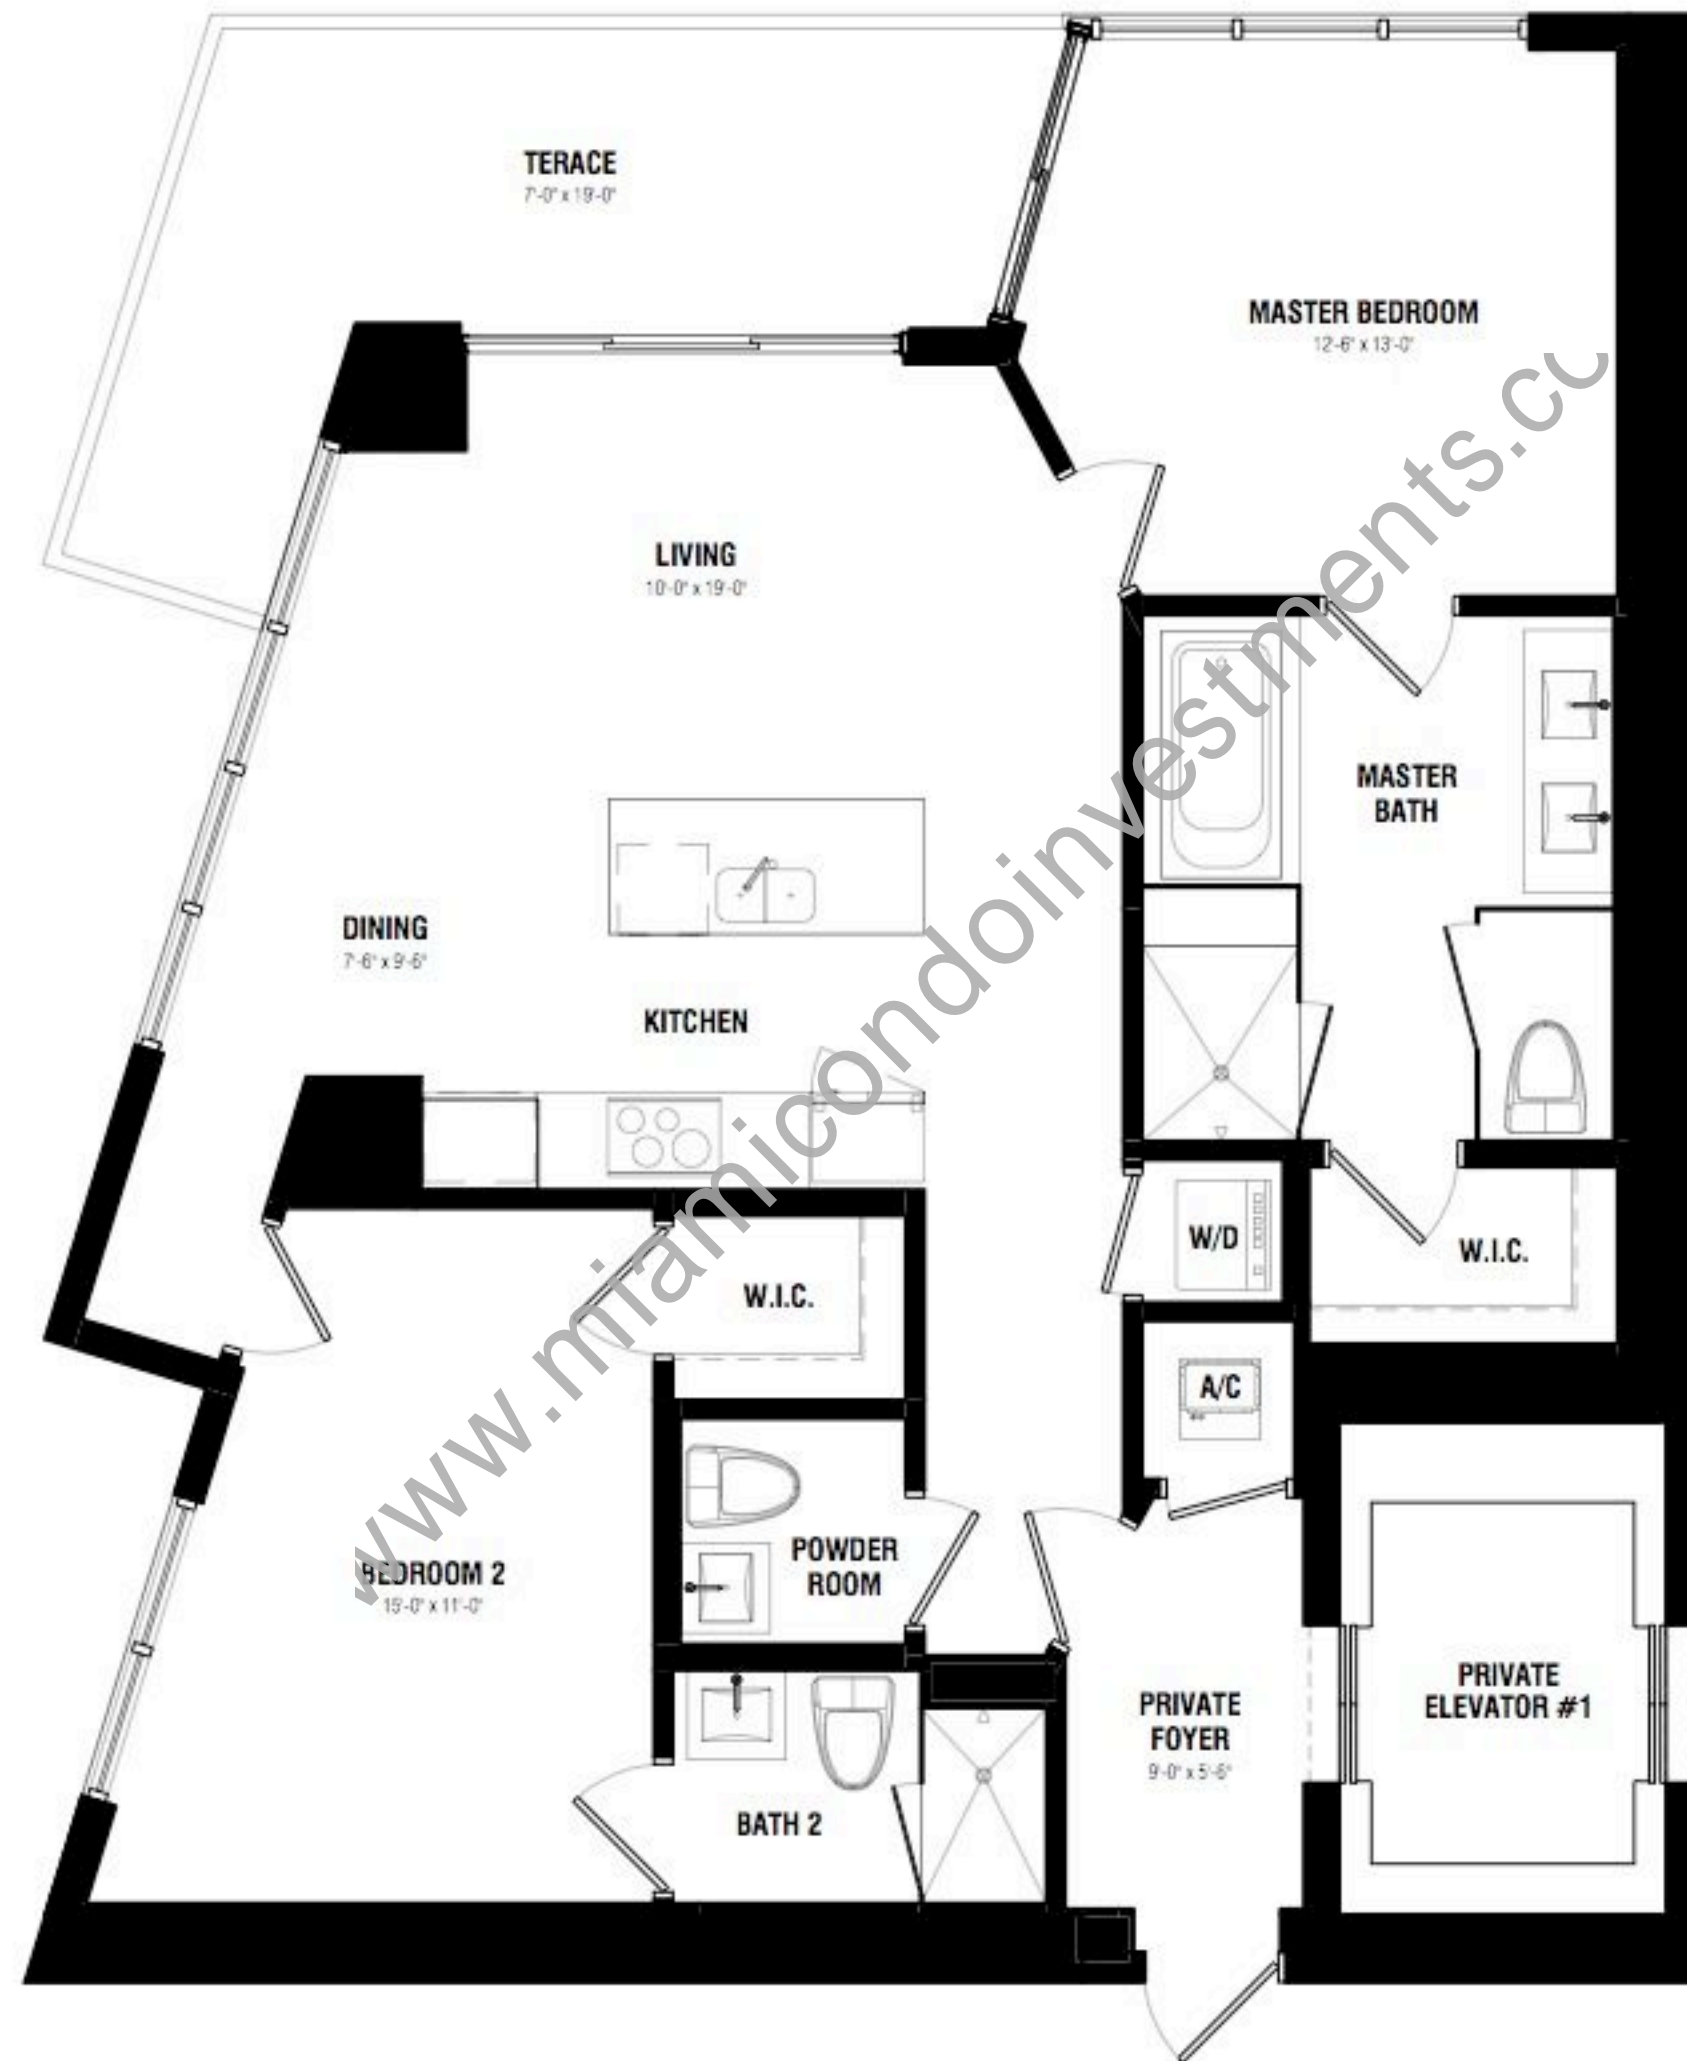 TERACE
7'-0" x 19'-0"
MASTER BEDROOM
12'-6" x 13'-0"
LIVING
10'-0" x 19'-0"
MASTER
BATH
DINING
7'-6" x 9'-6"
KITCHEN
W/D
W.I.C.
W.I.C.
A/C
POWDER
ROOM
BEDROOM 2
15'-0" x 11'-0"
PRIVATE
ELEVATOR #1
PRIVATE
FOYER
9'-0" x 5'-6"
BATH 2
www.miamicondoinvestments.co